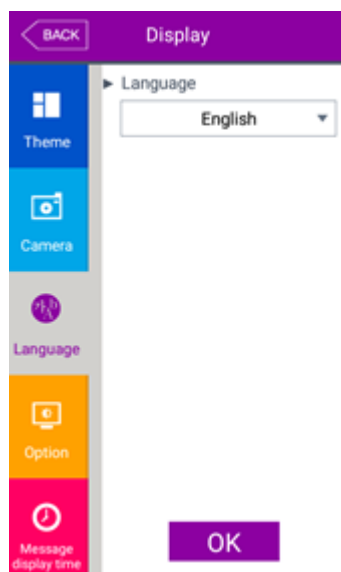 BACK
Display
Theme
Camera
Language
Option
Message
display time
▶ Language
English
OK